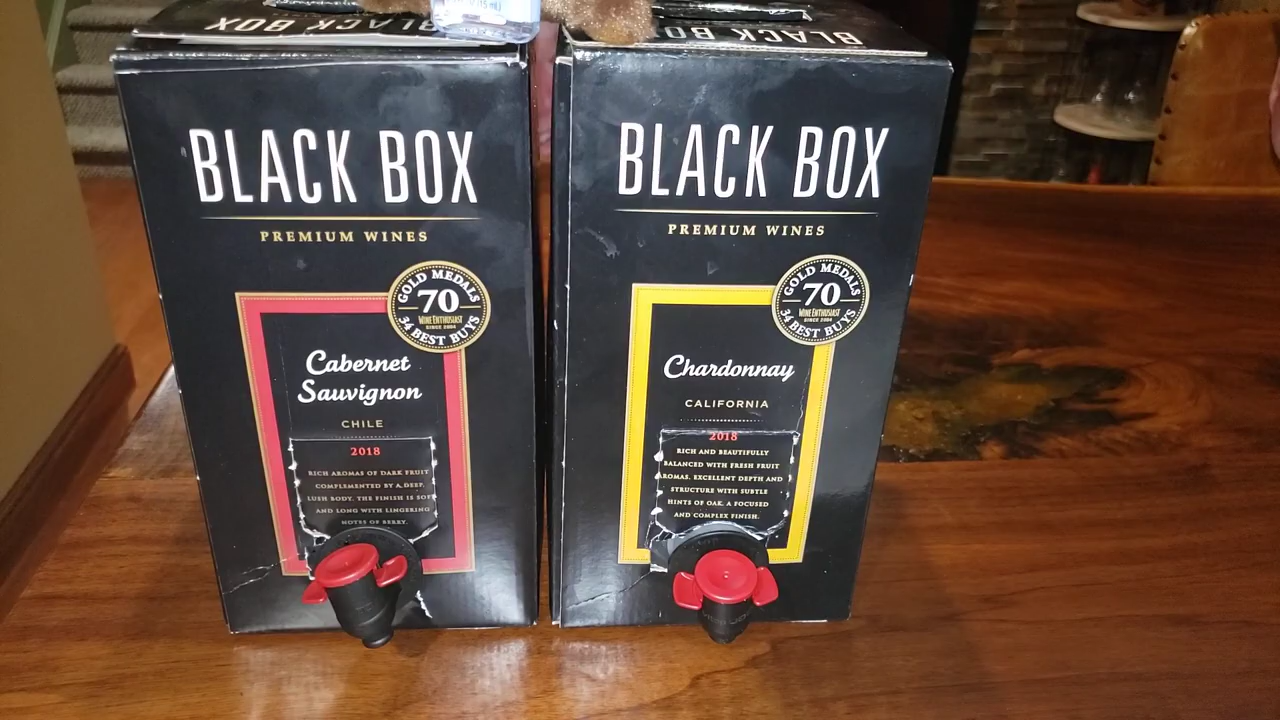 BLACK BOX
BLACK BOX
BLACK BOX
PREMIUM WINES
GOLD MEDALS
70
WINE ENTHUSIAST
SINCE 2004
34 BEST BUYS
Cabernet
Sauvignon
CHILE
2018
RICH AROMAS OF DARK FRUIT
COMPLEMENTED BY A DEEP,
LUSH BODY. THE FINISH IS SOFT
AND LONG WITH LINGERING
NOTES OF BERRY.
BLACK BOX
PREMIUM WINES
GOLD MEDALS
70
WINE ENTHUSIAST
SINCE 2004
34 BEST BUYS
Chardonnay
CALIFORNIA
2018
RICH AND BEAUTIFULLY
BALANCED WITH FRESH FRUIT
AROMAS. EXCELLENT DEPTH AND
STRUCTURE WITH SUBTLE
HINTS OF OAK. A FOCUSED
AND COMPLEX FINISH.